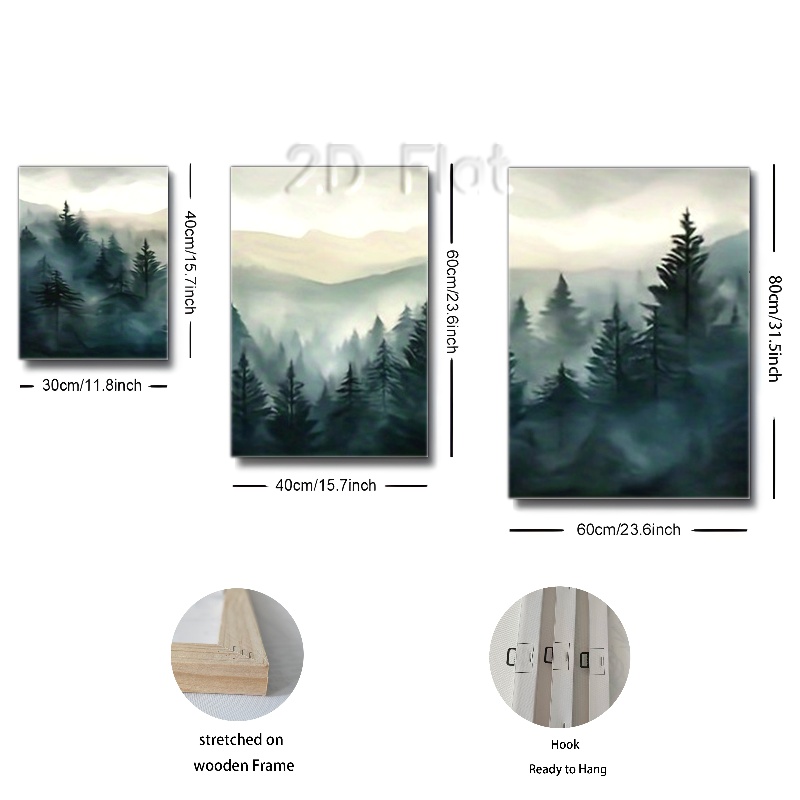 2D Flat
40cm/15.7inch
30cm/11.8inch
60cm/23.6inch
40cm/15.7inch
80cm/31.5inch
60cm/23.6inch
stretched on
wooden Frame
Hook
Ready to Hang